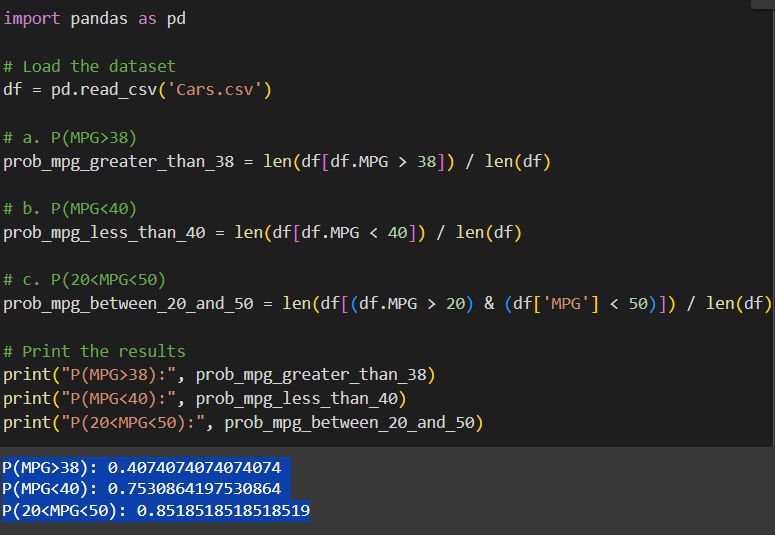 import pandas as pd
# Load the dataset
df = pd.read_csv('Cars.csv')
# a. P(MPG>38)
prob_mpg_greater_than_38 = len(df[df.MPG > 38]) / len(df)
# b. P(MPG<40)
prob_mpg_less_than_40 = len(df[df.MPG < 40]) / len(df)
# c. P(20<MPG<50)
prob_mpg_between_20_and_50 = len(df[(df.MPG > 20) & (df['MPG'] < 50)]) / len(df)
# Print the results
print("P(MPG>38):", prob_mpg_greater_than_38)
print("P(MPG<40):", prob_mpg_less_than_40)
print("P(20<MPG<50):", prob_mpg_between_20_and_50)
P(MPG>38): 0.4074074074074074
P(MPG<40): 0.7530864197530864
P(20<MPG<50): 0.8518518518518519